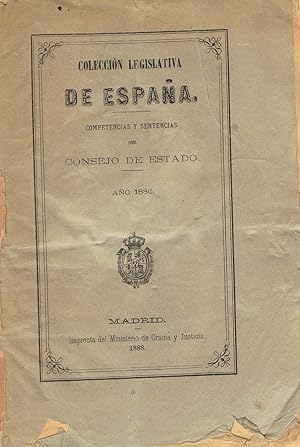 COLECCIÓN LEGISLATIVA
DE ESPAÑA.
COMPETENCIAS Y SENTENCIAS
DEL
CONSEJO DE ESTADO.
AÑO 1886.
MADRID.
Imprenta del Ministerio de Gracia y Justicia.
1888.